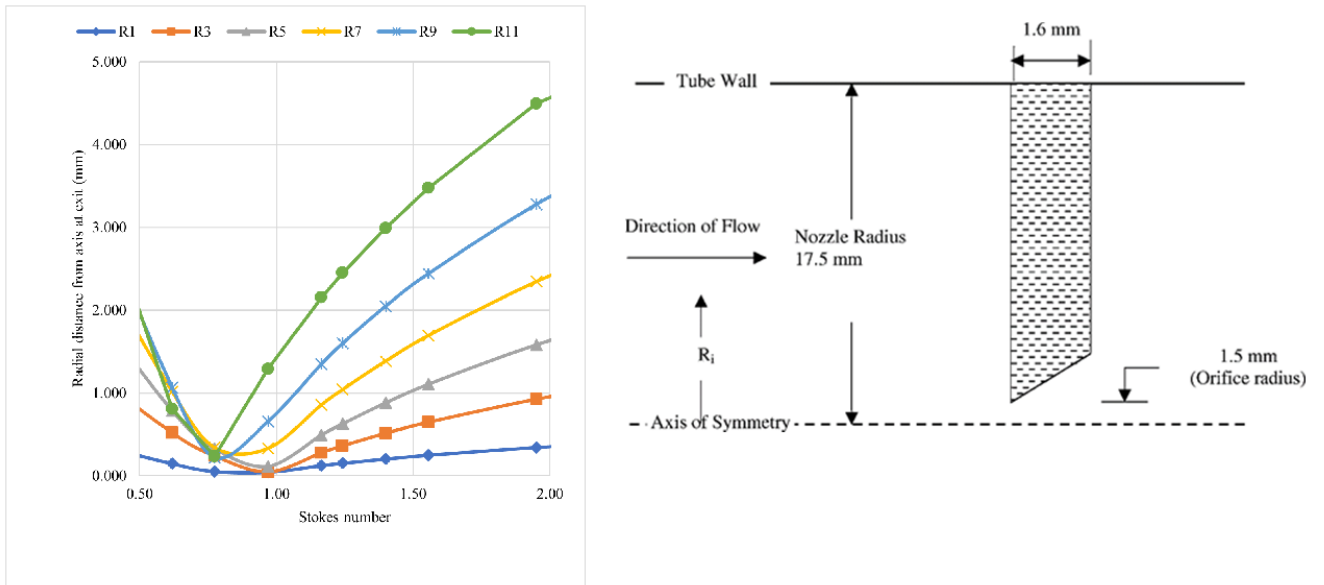 R1 R3 R5 R7 R9 R11
5.000
4.000
3.000
2.000
1.000
0.000
Radial distance from axis at exit (mm)
0.50 1.00 1.50 2.00
Stokes number
1.6 mm
Tube Wall
Direction of Flow
Nozzle Radius
17.5 mm
Ri
1.5 mm
(Orifice radius)
Axis of Symmetry